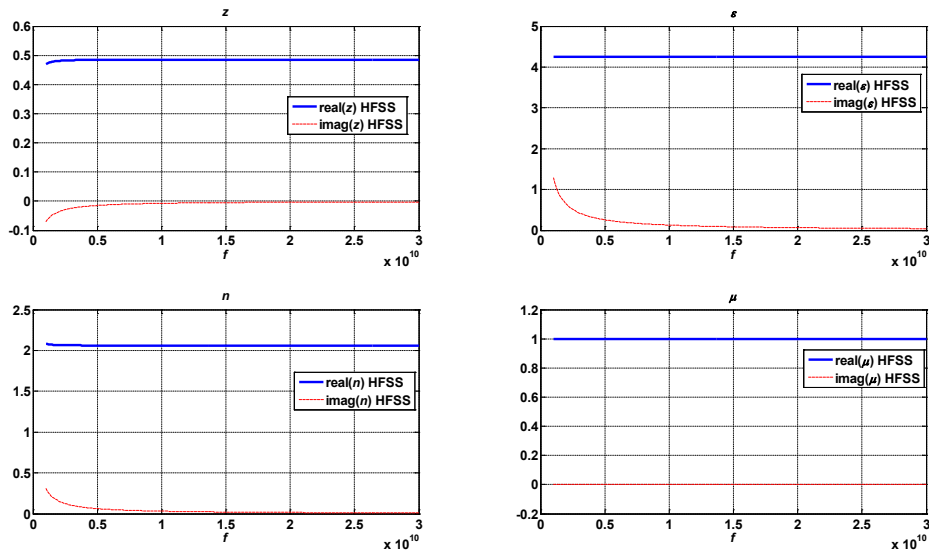 z
0.6
0.5
0.4
0.3
0.2
0.1
0
-0.1
real(z) HFSS
imag(z) HFSS
0 0.5 1 1.5 2 2.5 3
x 10^10
f
ε
5
4
3
2
1
0
real(ε) HFSS
imag(ε) HFSS
0 0.5 1 1.5 2 2.5 3
x 10^10
f
n
2.5
2
1.5
1
0.5
0
real(n) HFSS
imag(n) HFSS
0 0.5 1 1.5 2 2.5 3
x 10^10
f
μ
1.2
1
0.8
0.6
0.4
0.2
0
-0.2
real(μ) HFSS
imag(μ) HFSS
0 0.5 1 1.5 2 2.5 3
x 10^10
f